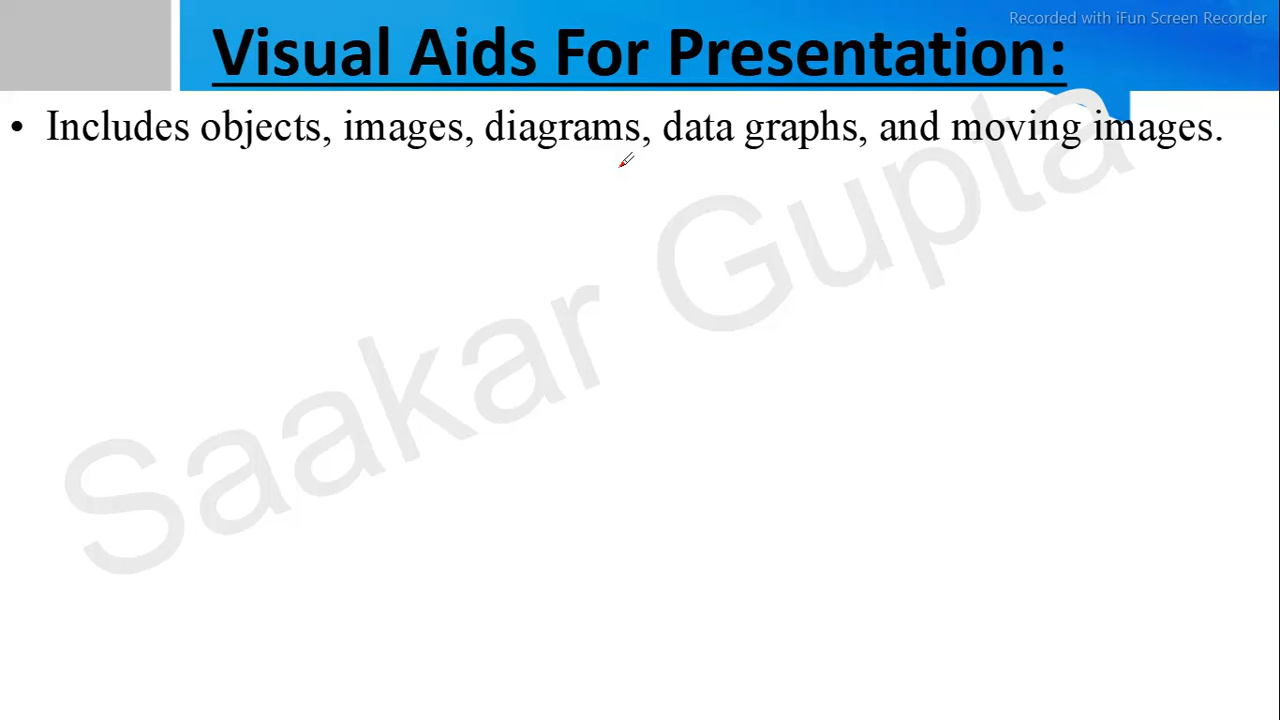 Recorded with iFun Screen Recorder
Visual Aids For Presentation:
• Includes objects, images, diagrams, data graphs, and moving images.
Saakar Gupta